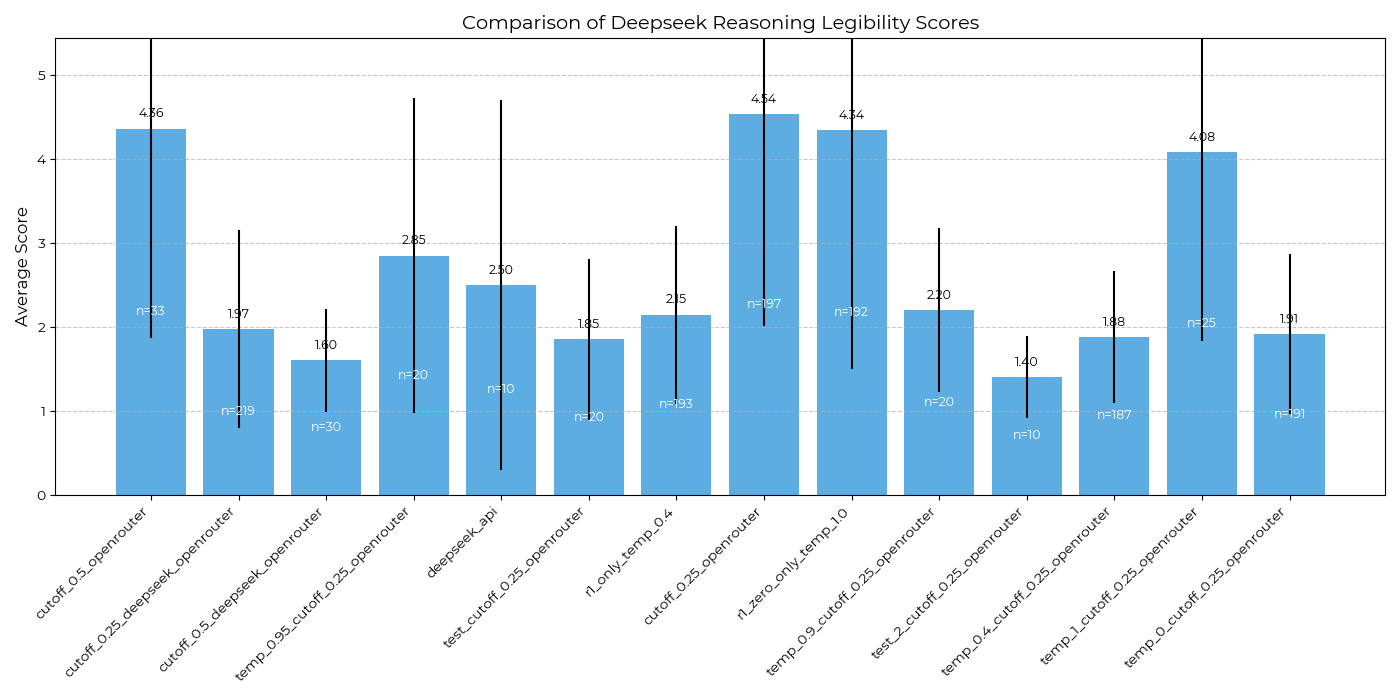 Comparison of Deepseek Reasoning Legibility Scores
Average Score
5
4
3
2
1
0
4.36
1.97
1.60
2.85
2.50
1.85
2.15
4.54
4.34
2.20
1.40
1.88
4.08
1.91
n=33
n=219
n=30
n=20
n=10
n=20
n=193
n=197
n=192
n=20
n=10
n=187
n=25
n=191
cutoff_0.5_openrouter
cutoff_0.25_deepseek_openrouter
cutoff_0.5_deepseek_openrouter
temp_0.95_cutoff_0.25_openrouter
deepseek_api
test_cutoff_0.25_openrouter
r1_only_temp_0.4
cutoff_0.25_openrouter
r1_zero_only_temp_1.0
temp_0.9_cutoff_0.25_openrouter
test_2_cutoff_0.25_openrouter
temp_0.4_cutoff_0.25_openrouter
temp_1_cutoff_0.25_openrouter
temp_0_cutoff_0.25_openrouter